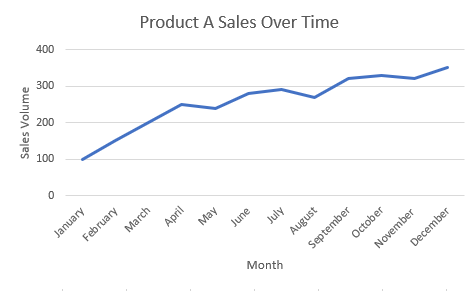 Product A Sales Over Time
400
300
200
100
0
Sales Volume
January
February
March
April
May
June
July
August
September
October
November
December
Month